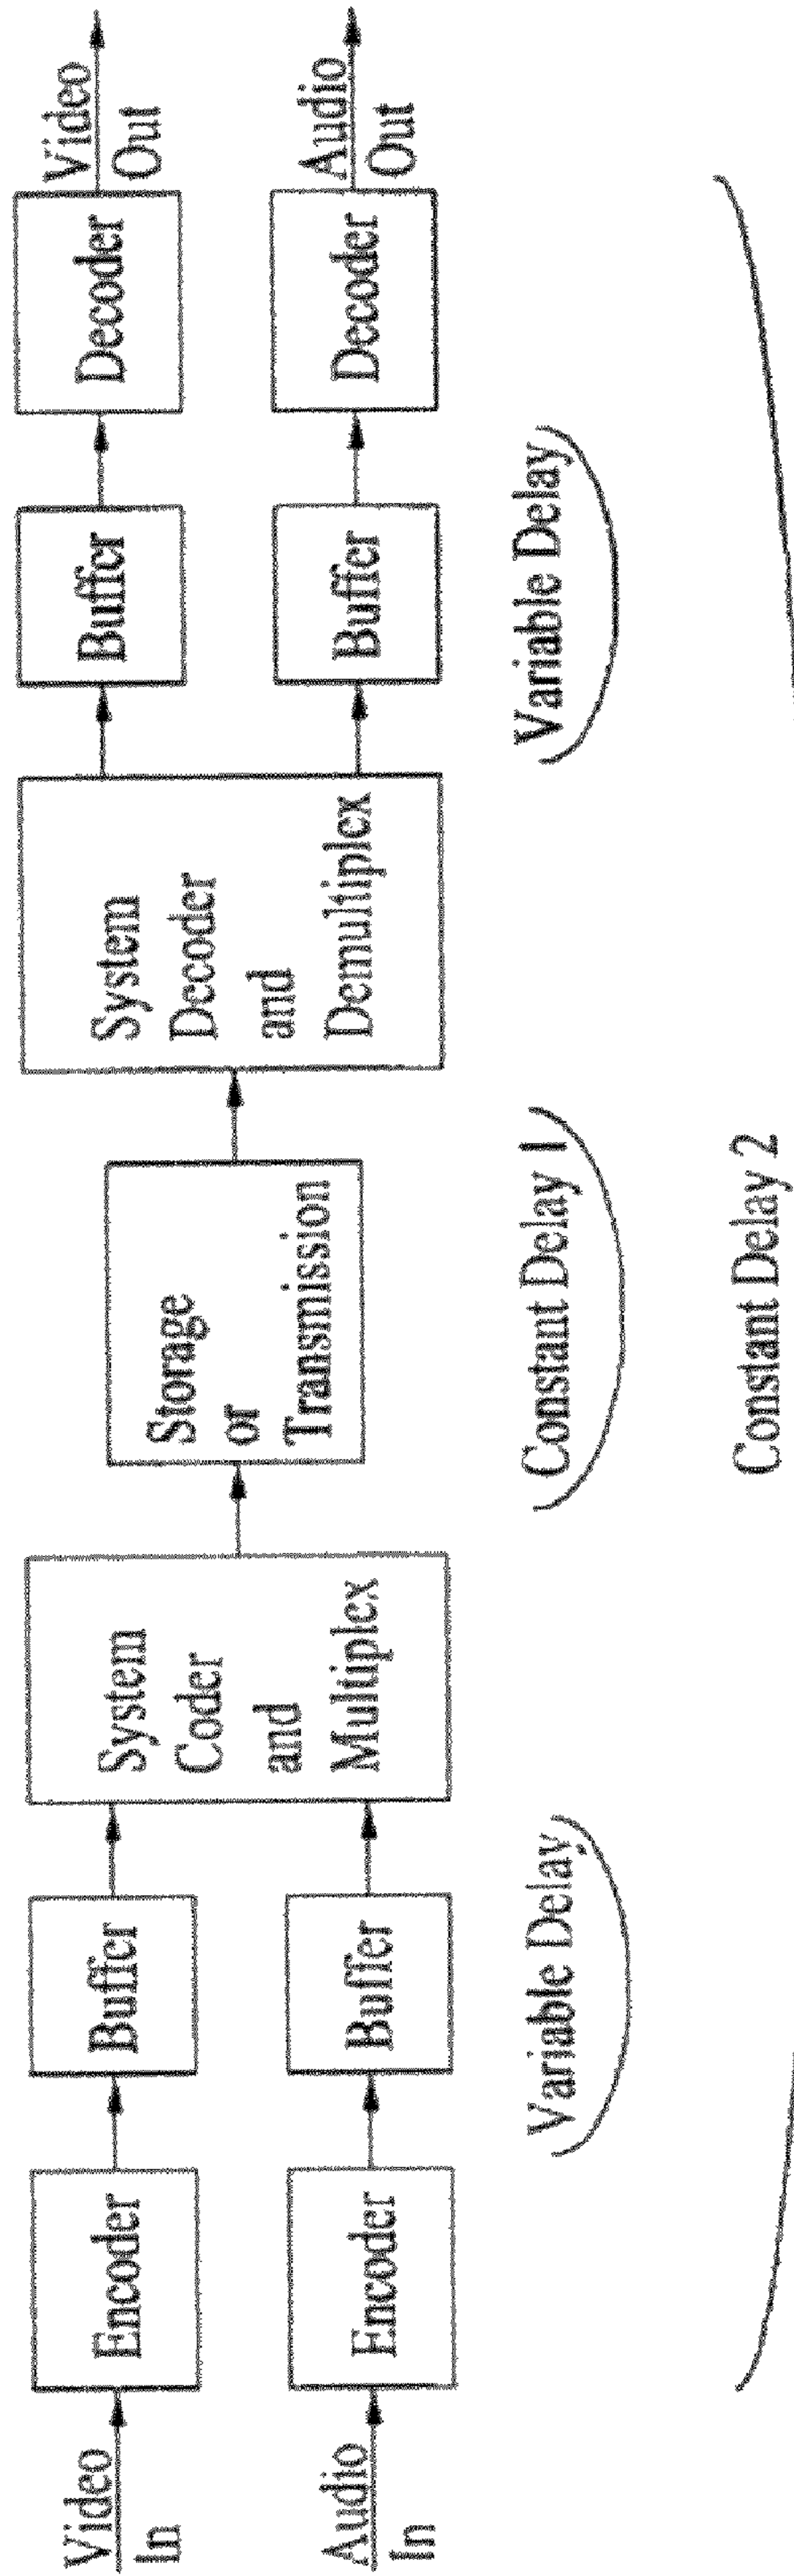 Video
In
Encoder
Buffer
Audio
In
Encoder
Buffer
System
Coder
and
Multiplex
Storage
or
Transmission
System
Decoder
and
Demultiplex
Buffer
Decoder
Video
Out
Buffer
Decoder
Audio
Out
Variable Delay
Constant Delay 1
Variable Delay
Constant Delay 2